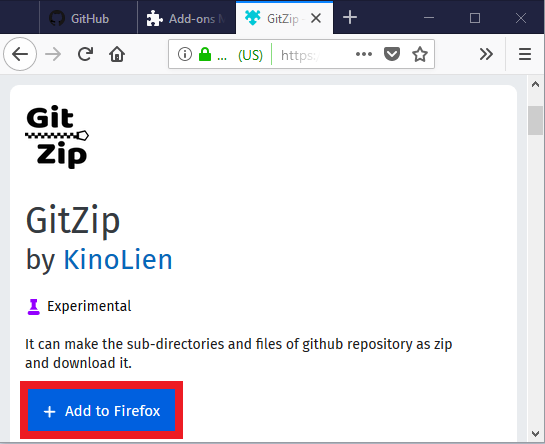 GitHub
Add-ons M
GitZip
... (US) https:
Git
Zip
GitZip
by KinoLien
Experimental
It can make the sub-directories and files of github repository as zip
and download it.
+ Add to Firefox